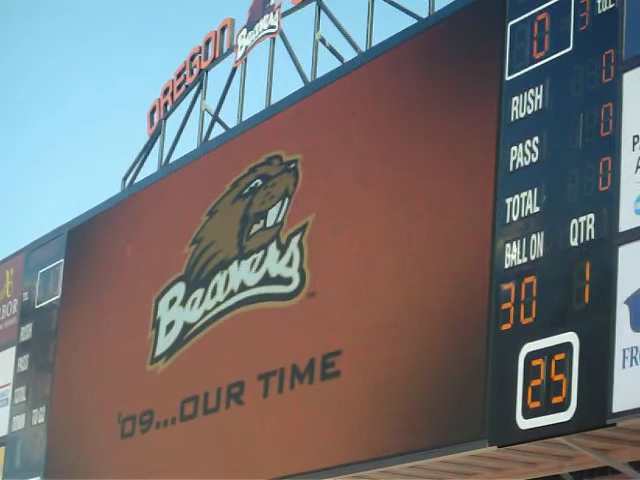 OREGON
Beavers
0
3
T.O.L.
RUSH
0
PASS
0
TOTAL
0
BALL ON
QTR
30
1
25
Beavers
'09...OUR TIME